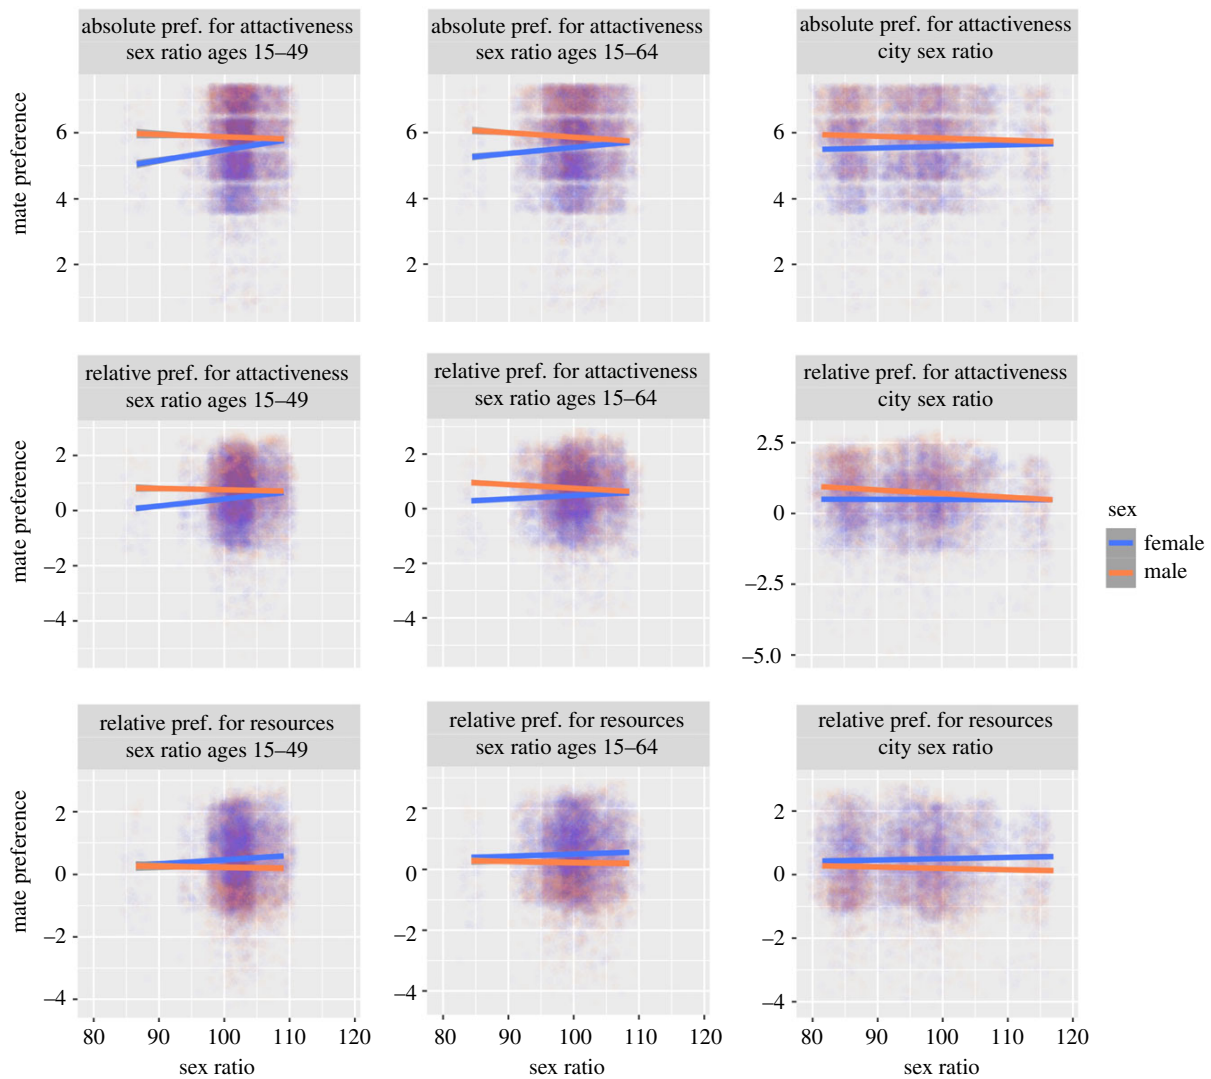 absolute pref. for attactiveness
sex ratio ages 15–49
absolute pref. for attactiveness
sex ratio ages 15–64
absolute pref. for attactiveness
city sex ratio
mate preference
6
4
2
6
4
2
6
4
2
relative pref. for attactiveness
sex ratio ages 15–49
relative pref. for attactiveness
sex ratio ages 15–64
relative pref. for attactiveness
city sex ratio
mate preference
2
0
–2
–4
2
0
–2
–4
2.5
0
–2.5
–5.0
sex
female
male
relative pref. for resources
sex ratio ages 15–49
relative pref. for resources
sex ratio ages 15–64
relative pref. for resources
city sex ratio
mate preference
2
0
–2
–4
2
0
–2
–4
2
0
–2
–4
80 90 100 110 120
80 90 100 110 120
80 90 100 110 120
sex ratio
sex ratio
sex ratio